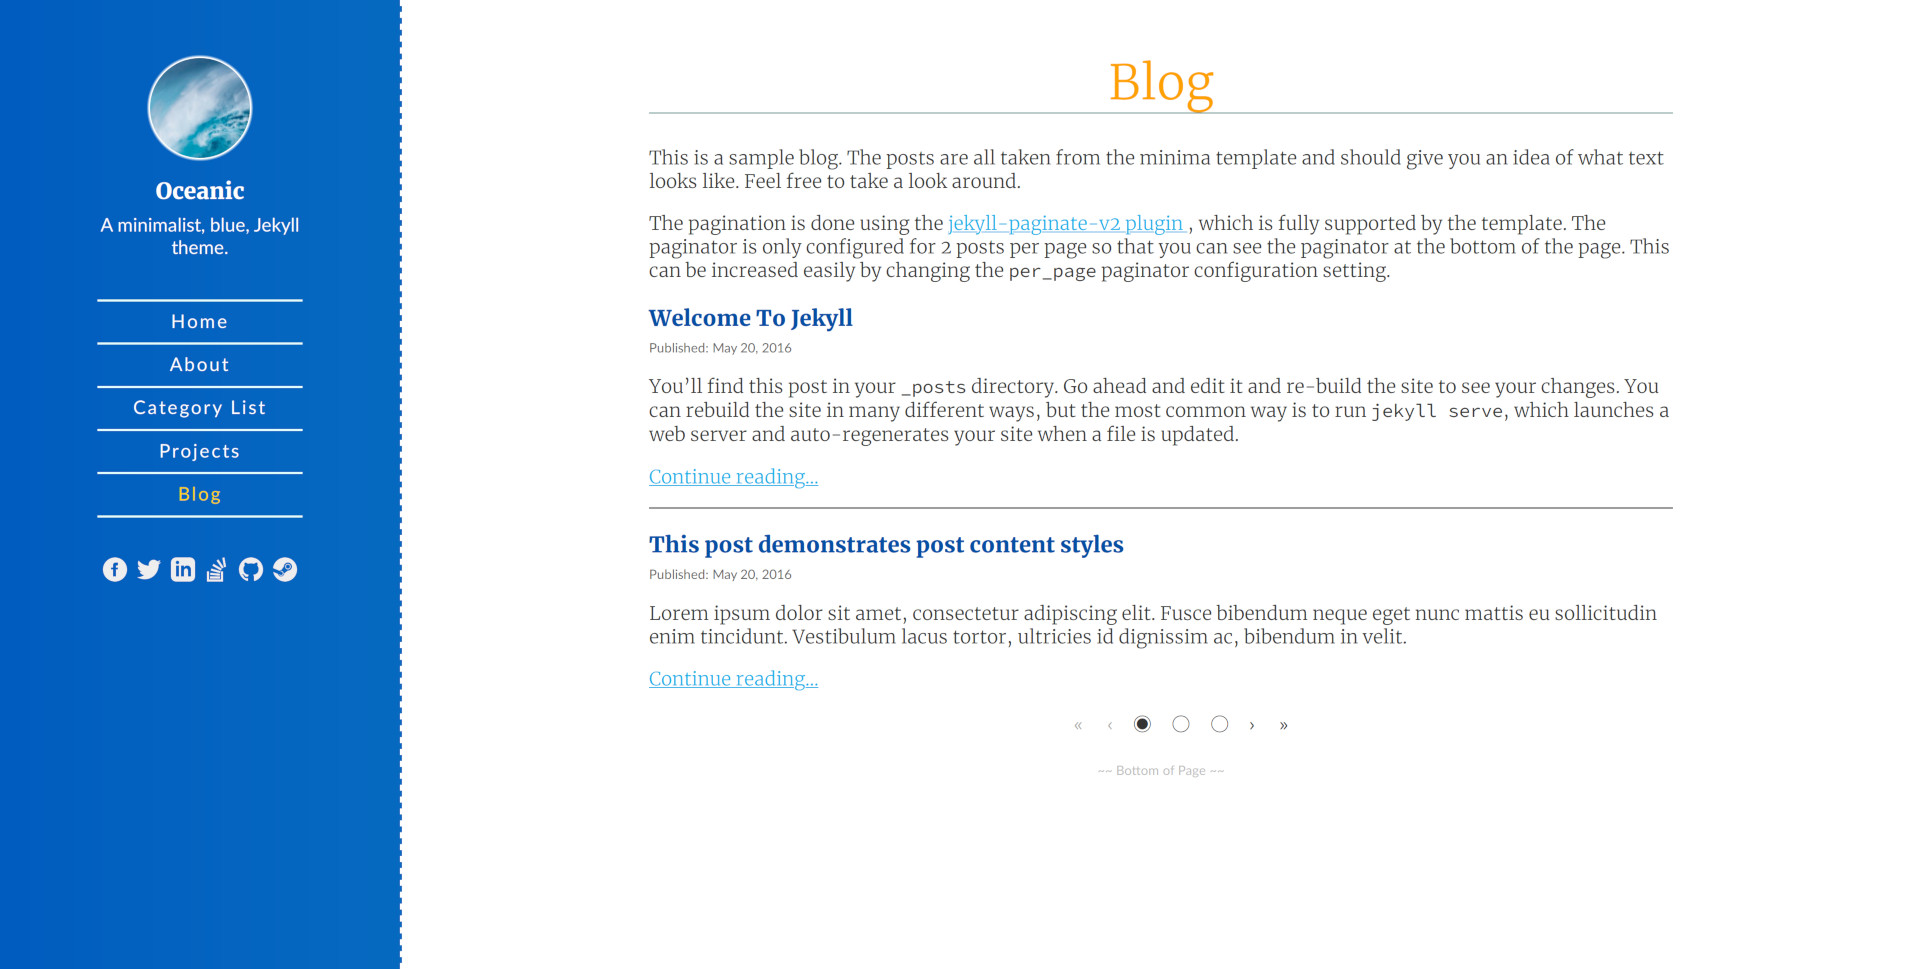 Oceanic
A minimalist, blue, Jekyll
theme.
Home
About
Category List
Projects
Blog
Blog
This is a sample blog. The posts are all taken from the minima template and should give you an idea of what text
looks like. Feel free to take a look around.
The pagination is done using the jekyll-paginate-v2 plugin , which is fully supported by the template. The
paginator is only configured for 2 posts per page so that you can see the paginator at the bottom of the page. This
can be increased easily by changing the per_page paginator configuration setting.
Welcome To Jekyll
Published: May 20, 2016
You’ll find this post in your _posts directory. Go ahead and edit it and re-build the site to see your changes. You
can rebuild the site in many different ways, but the most common way is to run jekyll serve, which launches a
web server and auto-regenerates your site when a file is updated.
Continue reading...
This post demonstrates post content styles
Published: May 20, 2016
Lorem ipsum dolor sit amet, consectetur adipiscing elit. Fusce bibendum neque eget nunc mattis eu sollicitudin
enim tincidunt. Vestibulum lacus tortor, ultricies id dignissim ac, bibendum in velit.
Continue reading...
« ‹ › »
~~ Bottom of Page ~~